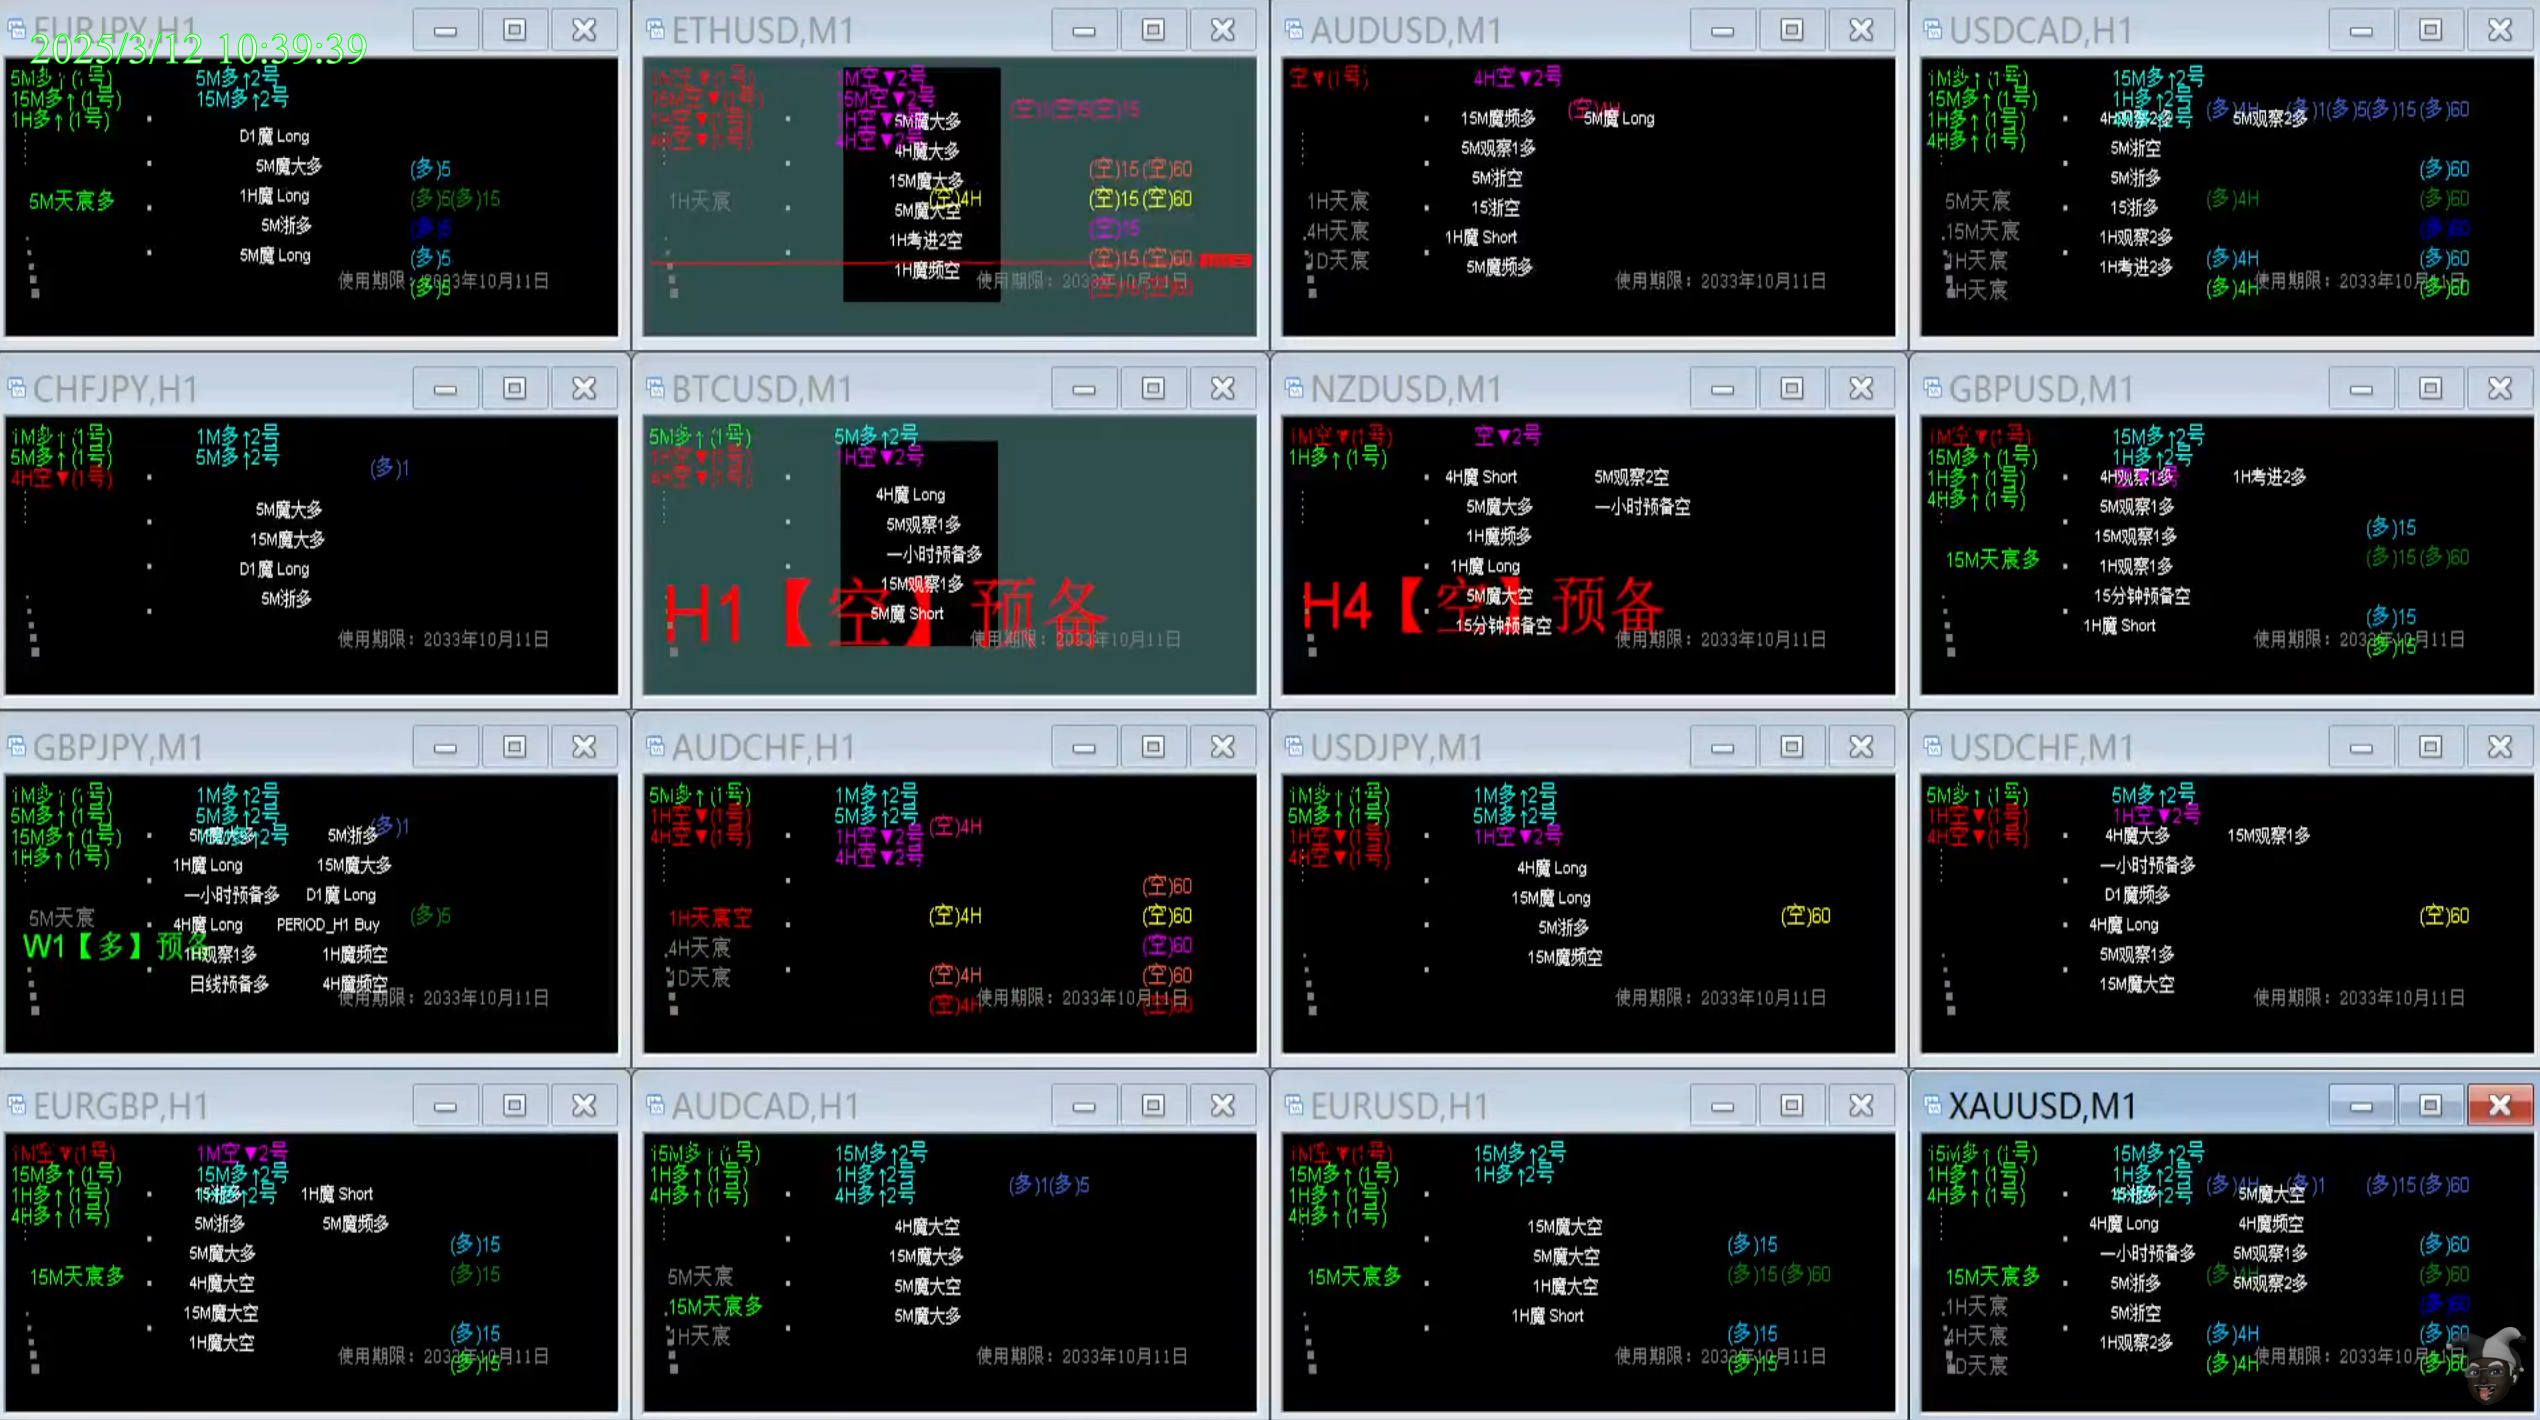 EURJPY,H1
2025/3/12 10:39:39
5M多↑(1号)
15M多↑(1号)
1H多↑(1号)
5M多↑2号
15M多↑2号
D1魔 Long
5M魔大多
1H魔 Long
5M浙多
5M魔 Long
5M天宸多
(多)5
(多)5(多)15
(多)5
(多)5
(多)5
使用期限：2033年10月11日
ETHUSD,M1
1M空▼(1号)
15M空▼(1号)
1H空▼(1号)
4H空▼(1号)
1M空▼2号
15M空▼2号
1H空▼2号
4H空▼2号
5M魔大多
4H魔大多
15M魔大多
5M魔大空
1H考进2空
1H魔频空
1H天宸
(空)1(空)5(空)15
(空)15(空)60
(空)4H
(空)15(空)60
(空)15
(空)15(空)60
(空)15(空)60
使用期限：2033年10月11日
AUDUSD,M1
空▼(1号)
4H空▼2号
(空)4H
15M魔频多
5M魔 Long
5M观察1多
5M浙空
15浙空
1H魔 Short
5M魔频多
1H天宸
4H天宸
1D天宸
使用期限：2033年10月11日
USDCAD,H1
1M多↑(1号)
15M多↑(1号)
1H多↑(1号)
4H多↑(1号)
15M多↑2号
1H多↑2号
4H多↑2号
(多)4H
(多)1(多)5(多)15(多)60
4H观察2多
5M观察2多
5M浙空
5M浙多
15浙多
1H观察2多
1H考进2多
5M天宸
15M天宸
1H天宸
4H天宸
(多)60
(多)4H
(多)60
(多)60
(多)4H
(多)60
(多)4H
(多)60
使用期限：2033年10月11日
CHFJPY,H1
1M多↑(1号)
5M多↑(1号)
4H空▼(1号)
1M多↑2号
5M多↑2号
(多)1
5M魔大多
15M魔大多
D1魔 Long
5M浙多
使用期限：2033年10月11日
BTCUSD,M1
5M多↑(1号)
1H空▼(1号)
4H空▼(1号)
5M多↑2号
1H空▼2号
4H魔 Long
5M观察1多
一小时预备多
15M观察1多
5M魔 Short
H1【空】预备
使用期限：2033年10月11日
NZDUSD,M1
1M空▼(1号)
1H多↑(1号)
空▼2号
4H魔 Short
5M观察2空
5M魔大多
一小时预备空
1H魔频多
1H魔 Long
5M魔大空
15分钟预备空
H4【空】预备
使用期限：2033年10月11日
GBPUSD,M1
1M空▼(1号)
15M多↑(1号)
1H多↑(1号)
4H多↑(1号)
15M多↑2号
1H多↑2号
4H观察1多
1H考进2多
5M观察1多
15M观察1多
1H观察1多
15分钟预备空
1H魔 Short
15M天宸多
(多)15
(多)15(多)60
(多)15
(多)15
使用期限：2033年10月11日
GBPJPY,M1
1M多↑(1号)
5M多↑(1号)
15M多↑(1号)
1H多↑(1号)
1M多↑2号
5M多↑2号
15M多↑2号
(多)1
5M魔大多
5M浙多
1H魔 Long
15M魔大多
一小时预备多
D1魔 Long
4H魔 Long
PERIOD_H1 Buy
1H观察1多
1H魔频空
日线预备多
4H魔频空
5M天宸
W1【多】预备
(多)5
使用期限：2033年10月11日
AUDCHF,H1
5M多↑(1号)
1H空▼(1号)
4H空▼(1号)
1M多↑2号
5M多↑2号
1H空▼2号
4H空▼2号
(空)4H
(空)60
1H天宸空
4H天宸
1D天宸
(空)4H
(空)60
(空)60
(空)4H
(空)60
(空)4H
(空)60
使用期限：2033年10月11日
USDJPY,M1
1M多↑(1号)
5M多↑(1号)
1H空▼(1号)
4H空▼(1号)
1M多↑2号
5M多↑2号
1H空▼2号
4H魔 Long
15M魔 Long
5M浙多
15M魔频空
(空)60
使用期限：2033年10月11日
USDCHF,M1
5M多↑(1号)
1H空▼(1号)
4H空▼(1号)
5M多↑2号
1H空▼2号
4H魔大多
15M观察1多
一小时预备多
D1魔频多
4H魔 Long
5M观察1多
15M魔大空
(空)60
使用期限：2033年10月11日
EURGBP,H1
1M空▼(1号)
15M多↑(1号)
1H多↑(1号)
4H多↑(1号)
1M空▼2号
15M多↑2号
1H多↑2号
15浙多
1H魔 Short
5M浙多
5M魔频多
5M魔大多
4H魔大空
15M魔大空
1H魔大空
15M天宸多
(多)15
(多)15
(多)15
(多)15
使用期限：2033年10月11日
AUDCAD,H1
15M多↑(1号)
1H多↑(1号)
4H多↑(1号)
15M多↑2号
1H多↑2号
4H多↑2号
(多)1(多)5
4H魔大空
15M魔大多
5M魔大空
5M魔大多
5M天宸
15M天宸多
1H天宸
使用期限：2033年10月11日
EURUSD,H1
1M空▼(1号)
15M多↑(1号)
1H多↑(1号)
4H多↑(1号)
15M多↑2号
1H多↑2号
15M魔大空
5M魔大空
1H魔大空
1H魔 Short
15M天宸多
(多)15
(多)15(多)60
(多)15
(多)15
使用期限：2033年10月11日
XAUUSD,M1
15M多↑(1号)
1H多↑(1号)
4H多↑(1号)
15M多↑2号
1H多↑2号
4H多↑2号
(多)4H
(多)1
(多)15(多)60
15浙多
5M魔大空
4H魔 Long
4H魔频空
一小时预备多
5M观察1多
5M浙多
5M观察2多
5M浙空
1H观察2多
15M天宸多
1H天宸
4H天宸
1D天宸
(多)60
(多)4H
(多)60
(多)60
(多)4H
(多)60
(多)4H
(多)60
使用期限：2033年10月11日